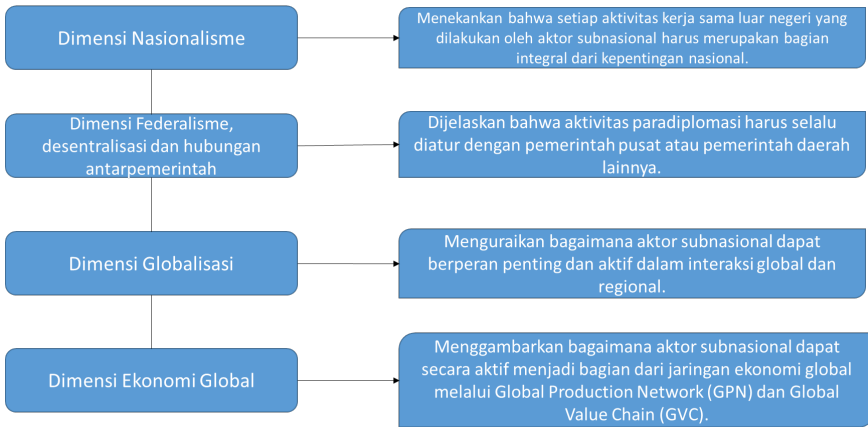 Dimensi Nasionalisme
Menekankan bahwa setiap aktivitas kerja sama luar negeri yang
dilakukan oleh aktor subnasional harus merupakan bagian
integral dari kepentingan nasional.
Dimensi Federalisme,
desentralisasi dan hubungan
antarpemerintah
Dijelaskan bahwa aktivitas paradiplomasi harus selalu
diatur dengan pemerintah pusat atau pemerintah daerah
lainnya.
Dimensi Globalisasi
Menguraikan bagaimana aktor subnasional dapat
berperan penting dan aktif dalam interaksi global dan
regional.
Dimensi Ekonomi Global
Menggambarkan bagaimana aktor subnasional dapat
secara aktif menjadi bagian dari jaringan ekonomi global
melalui Global Production Network (GPN) dan Global
Value Chain (GVC).